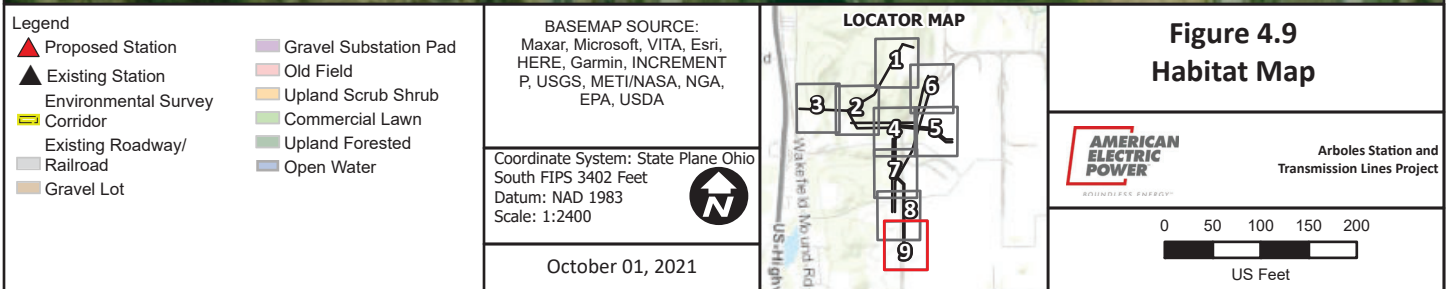 Legend
Proposed Station
Existing Station
Environmental Survey
Corridor
Existing Roadway/
Railroad
Gravel Lot
Gravel Substation Pad
Old Field
Upland Scrub Shrub
Commercial Lawn
Upland Forested
Open Water
BASEMAP SOURCE:
Maxar, Microsoft, VITA, Esri,
HERE, Garmin, INCREMENT
P, USGS, METI/NASA, NGA,
EPA, USDA
Coordinate System: State Plane Ohio
South FIPS 3402 Feet
Datum: NAD 1983
Scale: 1:2400
N
October 01, 2021
LOCATOR MAP
d
1
6
3
2
4
5
7
8
9
Wakefield Mound Rd
US-High
Figure 4.9
Habitat Map
AMERICAN
ELECTRIC
POWER
BOUNDLESS ENERGY
Arboles Station and
Transmission Lines Project
0 50 100 150 200
US Feet